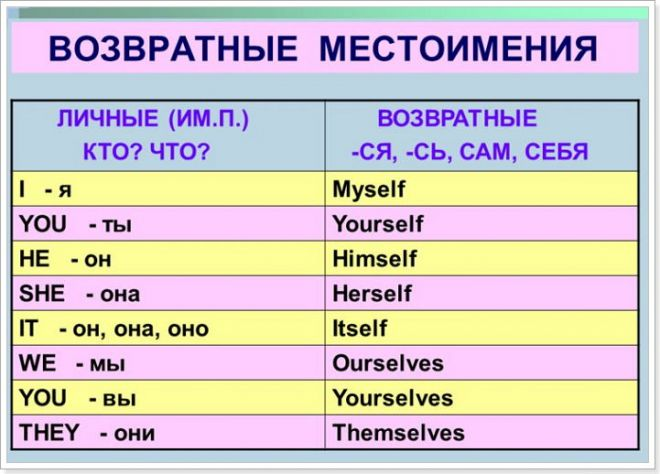 ВОЗВРАТНЫЕ МЕСТОИМЕНИЯ
ЛИЧНЫЕ (ИМ.П.) ВОЗВРАТНЫЕ
КТО? ЧТО? -СЯ, -СЬ, САМ, СЕБЯ
I - я Myself
YOU - ты Yourself
HE - он Himself
SHE - она Herself
IT - он, она, оно Itself
WE - мы Ourselves
YOU - вы Yourselves
THEY - они Themselves